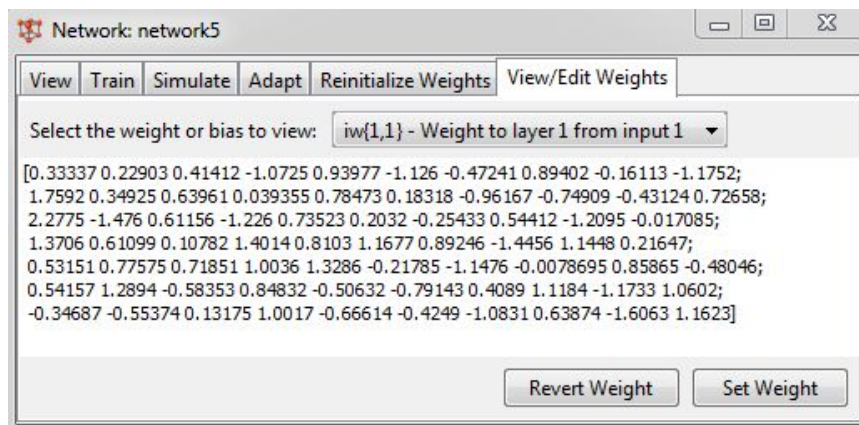 Network: network5
View Train Simulate Adapt Reinitialize Weights View/Edit Weights
Select the weight or bias to view: iw{1,1} - Weight to layer 1 from input 1
[0.33337 0.22903 0.41412 -1.0725 0.93977 -1.126 -0.47241 0.89402 -0.16113 -1.1752;
1.7592 0.34925 0.63961 0.039355 0.78473 0.18318 -0.96167 -0.74909 -0.43124 0.72658;
2.2775 -1.476 0.61156 -1.226 0.73523 0.2032 -0.25433 0.54412 -1.2095 -0.017085;
1.3706 0.61099 0.10782 1.4014 0.8103 1.1677 0.89246 -1.4456 1.1448 0.21647;
0.53151 0.77575 0.71851 1.0036 1.3286 -0.21785 -1.1476 -0.0078695 0.85865 -0.48046;
0.54157 1.2894 -0.58353 0.84832 -0.50632 -0.79143 0.4089 1.1184 -1.1733 1.0602;
-0.34687 -0.55374 0.13175 1.0017 -0.66614 -0.4249 -1.0831 0.63874 -1.6063 1.1623]
Revert Weight Set Weight